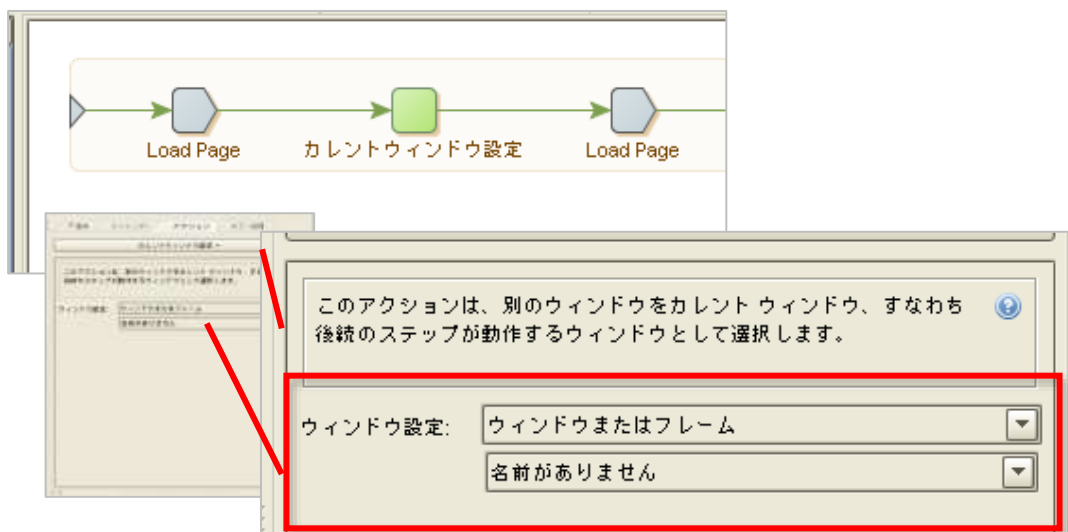 Load Page
カレントウィンドウ設定
Load Page
アクション
このアクションは、別のウィンドウをカレント ウィンドウ、すなわち
後続のステップが動作するウィンドウとして選択します。
ウィンドウ設定:
ウィンドウまたはフレーム
名前がありません